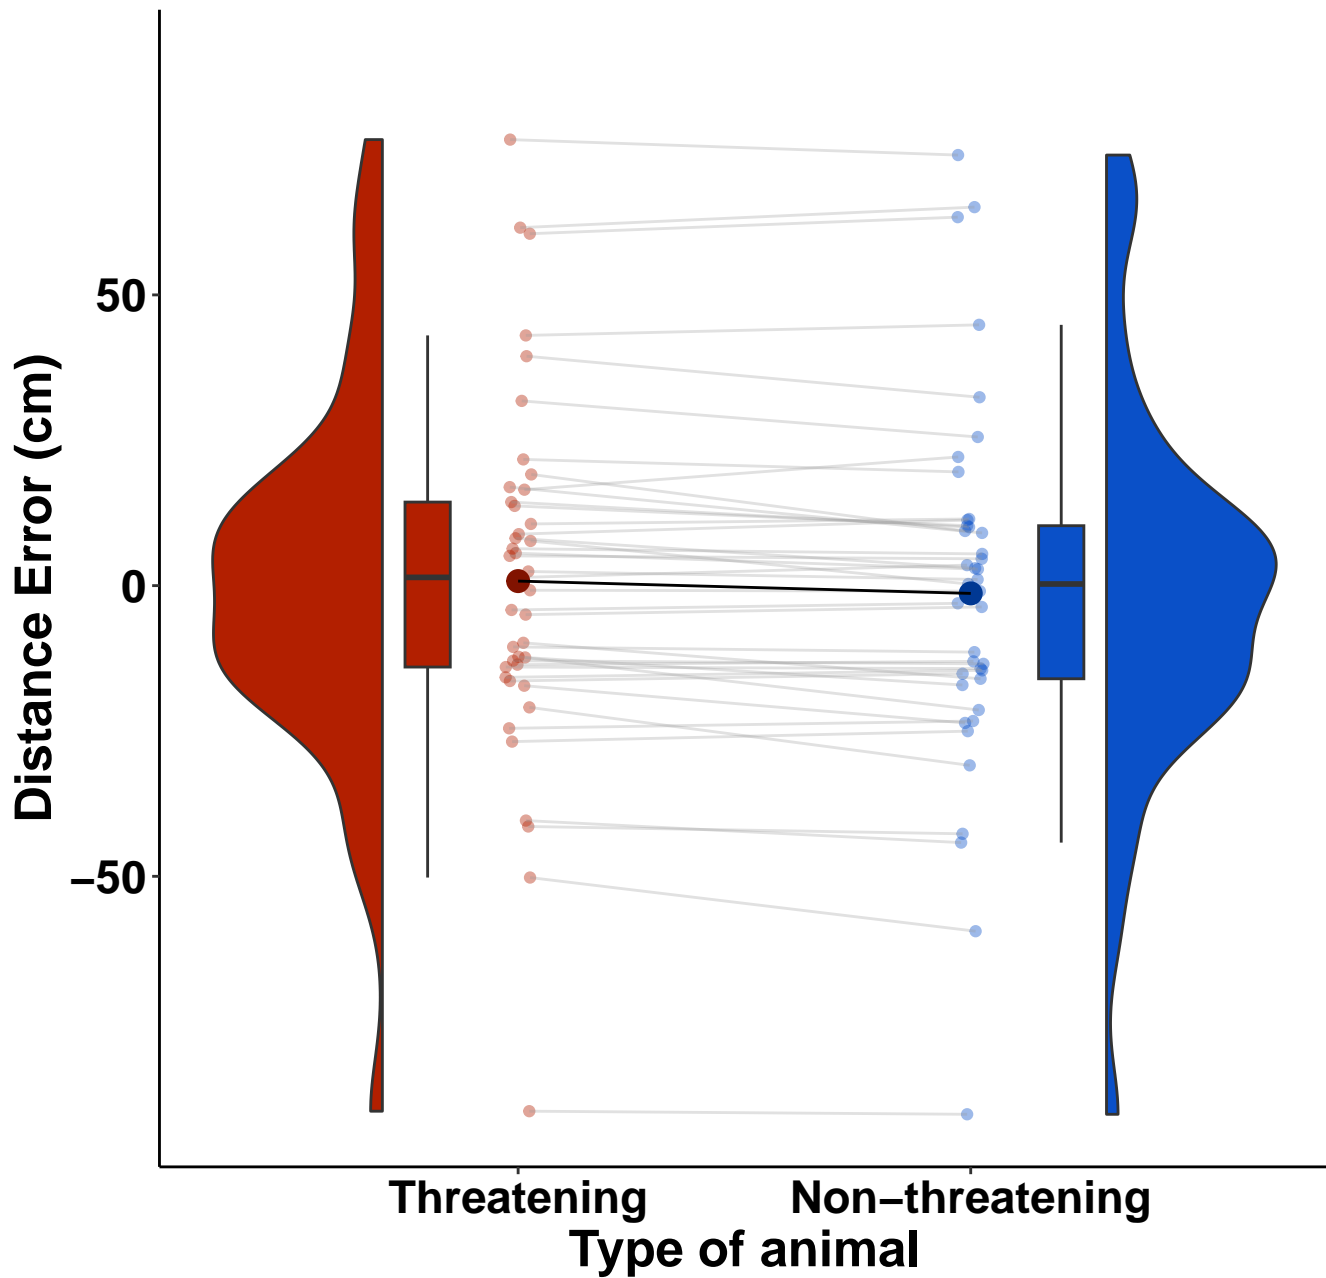 Distance Error (cm)
50
0
−50
Threatening
Non−threatening
Type of animal